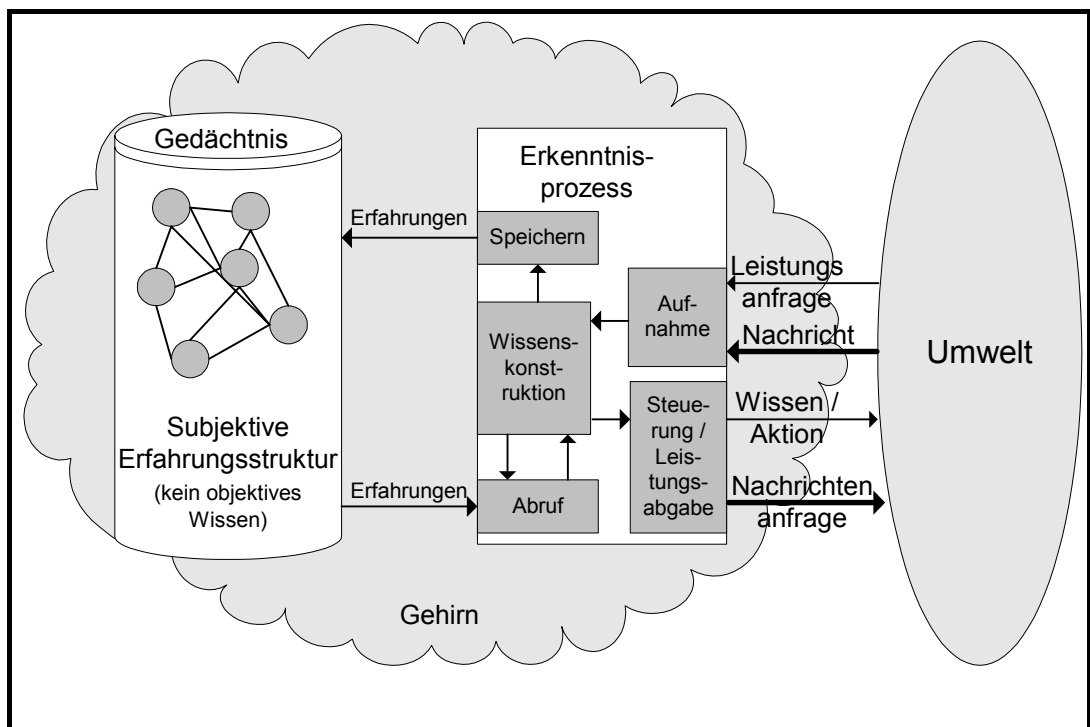 Gedächtnis
Subjektive
Erfahrungsstruktur
(kein objektives
Wissen)
Erfahrungen
Erfahrungen
Erkenntnis-
prozess
Speichern
Wissens-
konst-
ruktion
Abruf
Auf-
nahme
Steue-
rung /
Leis-
tungs-
abgabe
Leistungs
anfrage
Nachricht
Wissen /
Aktion
Nachrichten
anfrage
Umwelt
Gehirn